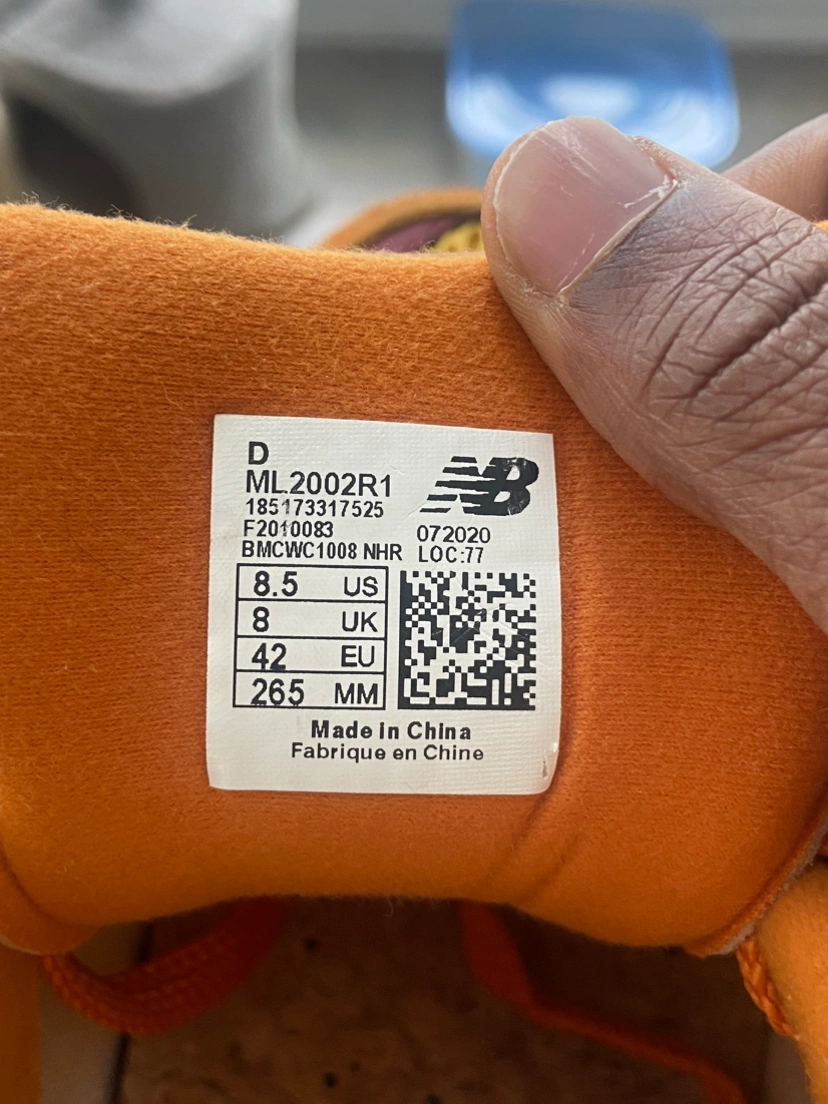 D
ML2002R1
185173317525
F2010083
072020
BMCWC1008 NHR
LOC:77
NB
8.5 US
8 UK
42 EU
265 MM
Made in China
Fabrique en Chine